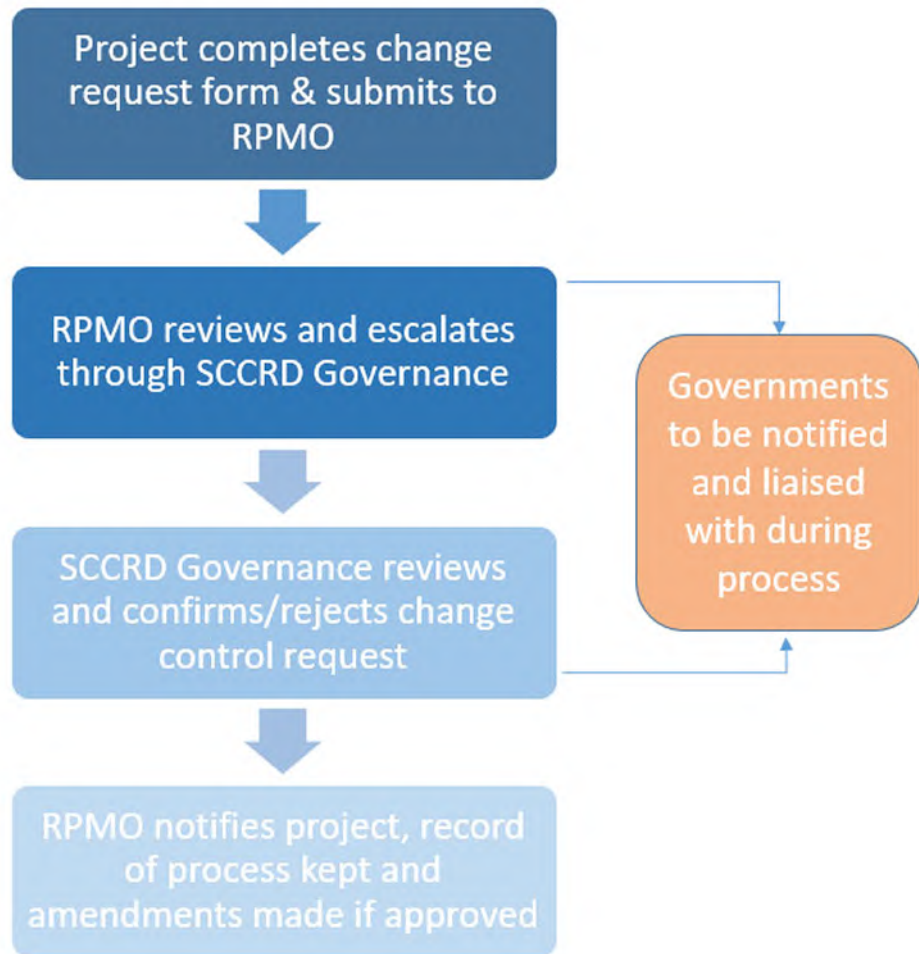 Project completes change
request form & submits to
RPMO
RPMO reviews and escalates
through SCCRD Governance
Governments
to be notified
and liaised
with during
process
SCCRD Governance reviews
and confirms/rejects change
control request
RPMO notifies project, record
of process kept and
amendments made if approved